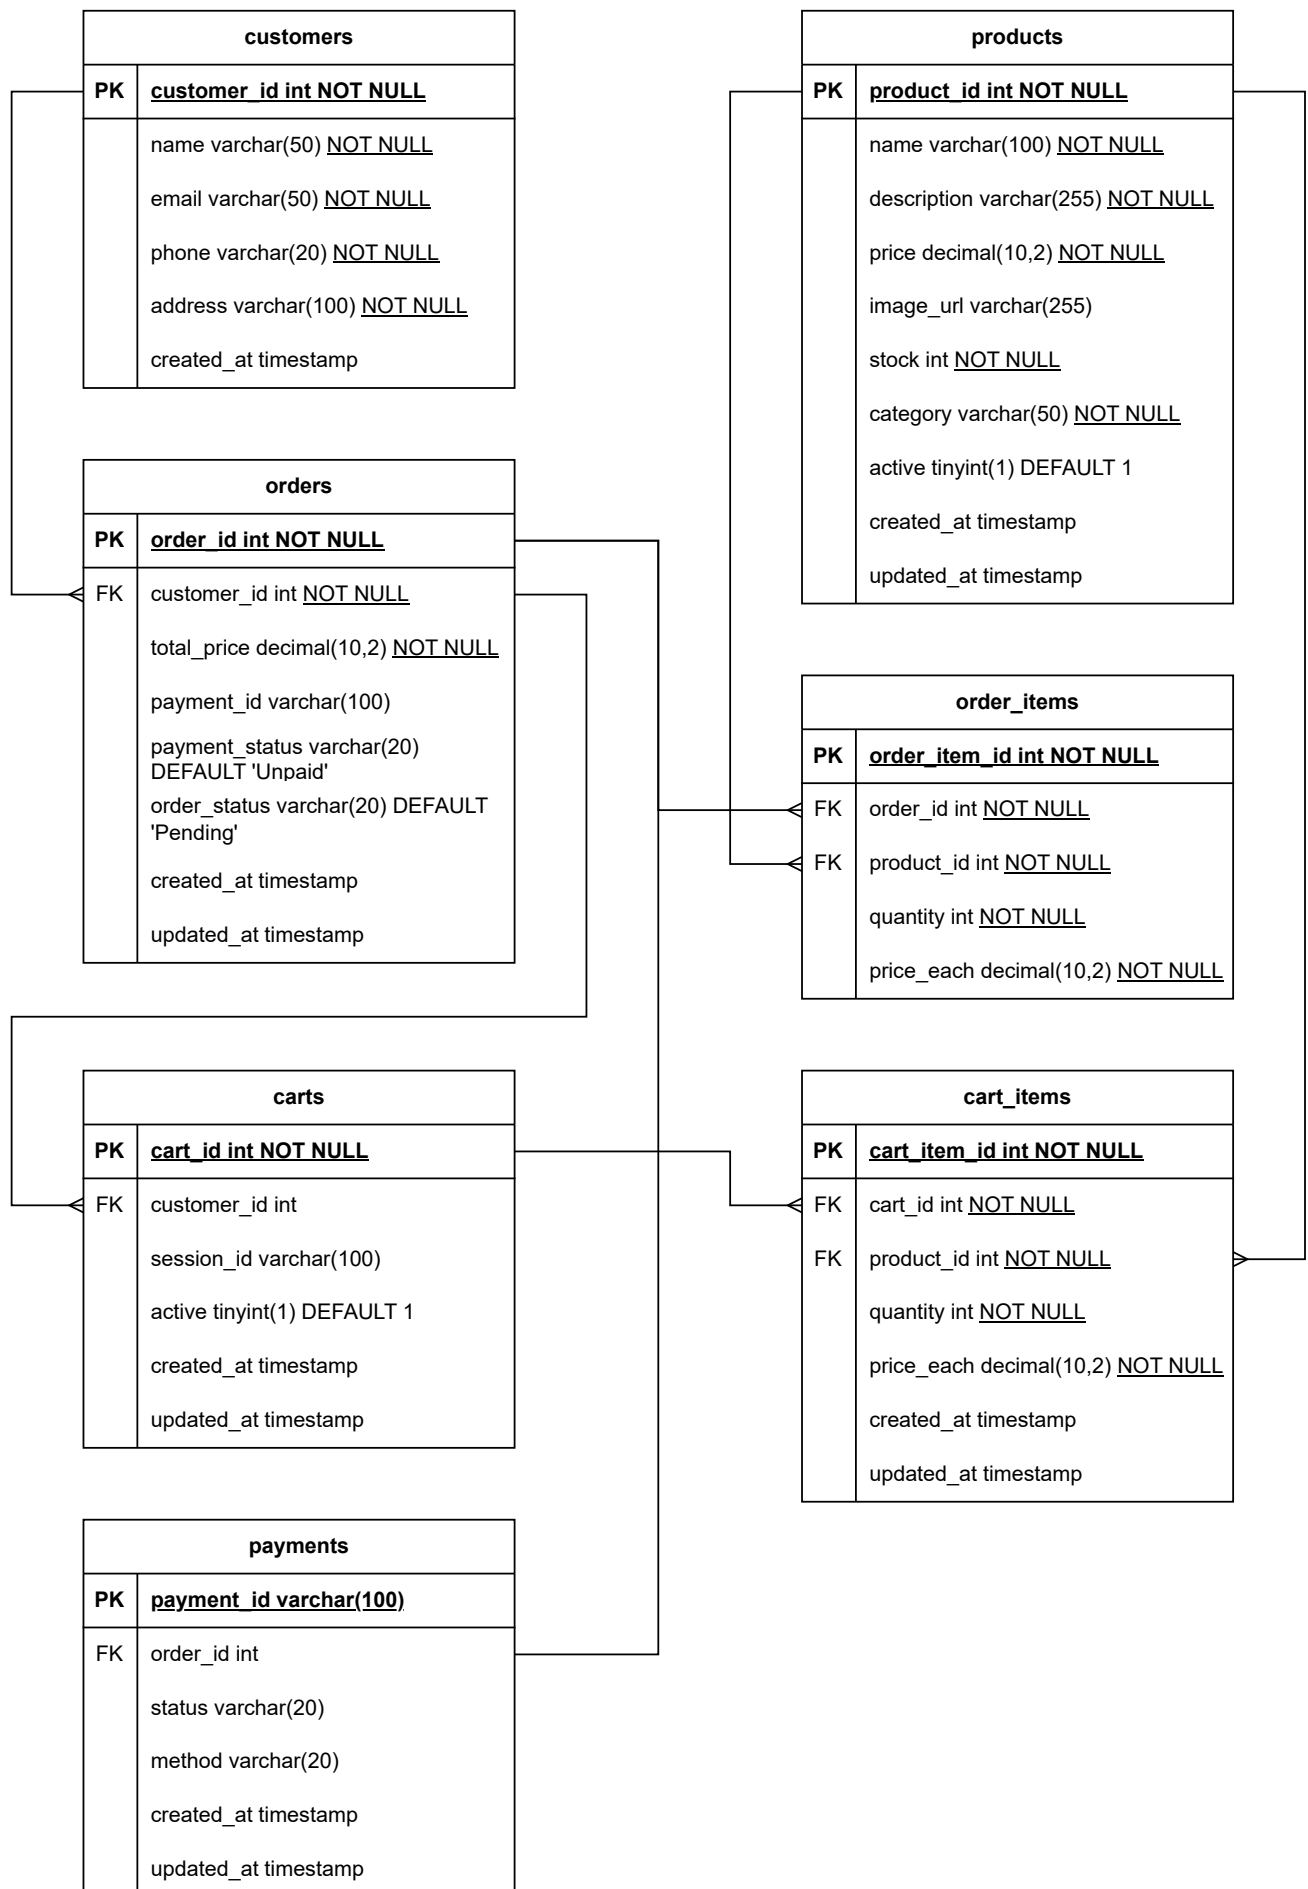 customers
PK customer_id int NOT NULL
name varchar(50) NOT NULL
email varchar(50) NOT NULL
phone varchar(20) NOT NULL
address varchar(100) NOT NULL
created_at timestamp
products
PK product_id int NOT NULL
name varchar(100) NOT NULL
description varchar(255) NOT NULL
price decimal(10,2) NOT NULL
image_url varchar(255)
stock int NOT NULL
category varchar(50) NOT NULL
active tinyint(1) DEFAULT 1
created_at timestamp
updated_at timestamp
orders
PK order_id int NOT NULL
FK customer_id int NOT NULL
total_price decimal(10,2) NOT NULL
payment_id varchar(100)
payment_status varchar(20)
DEFAULT 'Unpaid'
order_status varchar(20) DEFAULT
'Pending'
created_at timestamp
updated_at timestamp
order_items
PK order_item_id int NOT NULL
FK order_id int NOT NULL
FK product_id int NOT NULL
quantity int NOT NULL
price_each decimal(10,2) NOT NULL
carts
PK cart_id int NOT NULL
FK customer_id int
session_id varchar(100)
active tinyint(1) DEFAULT 1
created_at timestamp
updated_at timestamp
cart_items
PK cart_item_id int NOT NULL
FK cart_id int NOT NULL
FK product_id int NOT NULL
quantity int NOT NULL
price_each decimal(10,2) NOT NULL
created_at timestamp
updated_at timestamp
payments
PK payment_id varchar(100)
FK order_id int
status varchar(20)
method varchar(20)
created_at timestamp
updated_at timestamp